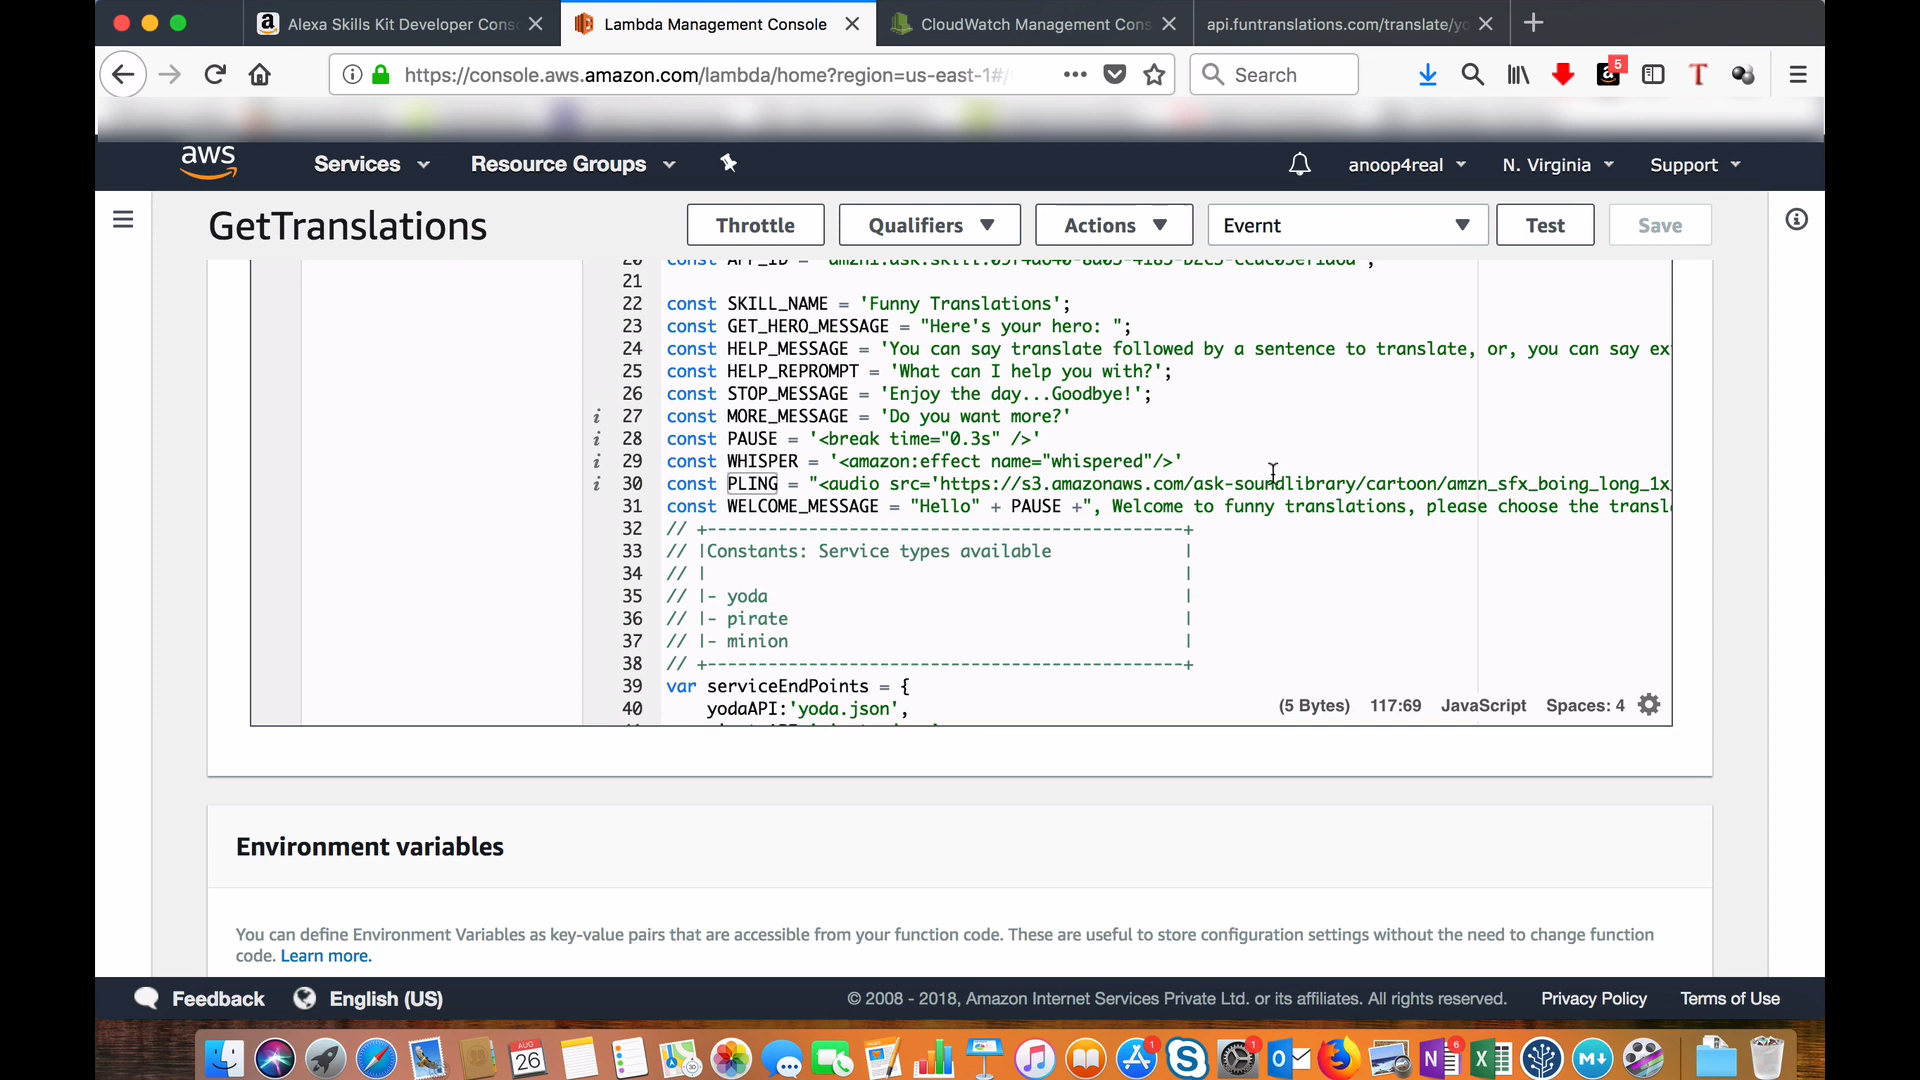 Alexa Skills Kit Developer Cons
Lambda Management Console
CloudWatch Management Cons
api.funtranslations.com/translate/yo
https://console.aws.amazon.com/lambda/home?region=us-east-1#/
Search
5
T
aws
Services
Resource Groups
anoop4real
N. Virginia
Support
GetTranslations
Throttle
Qualifiers
Actions
Evernt
Test
Save
21
22 const SKILL_NAME = 'Funny Translations';
23 const GET_HERO_MESSAGE = "Here's your hero: ";
24 const HELP_MESSAGE = 'You can say translate followed by a sentence to translate, or, you can say ex
25 const HELP_REPROMPT = 'What can I help you with?';
26 const STOP_MESSAGE = 'Enjoy the day...Goodbye!';
27 const MORE_MESSAGE = 'Do you want more?'
28 const PAUSE = '<break time="0.3s" />'
29 const WHISPER = '<amazon:effect name="whispered"/>'
30 const PLING = "<audio src='https://s3.amazonaws.com/ask-soundlibrary/cartoon/amzn_sfx_boing_long_1x
31 const WELCOME_MESSAGE = "Hello" + PAUSE +", Welcome to funny translations, please choose the transl
32 // +-----------------------------------------------+
33 // |Constants: Service types available |
34 // | |
35 // |- yoda |
36 // |- pirate |
37 // |- minion |
38 // +-----------------------------------------------+
39 var serviceEndPoints = {
40 yodaAPI:'yoda.json',
(5 Bytes) 117:69 JavaScript Spaces: 4
Environment variables
You can define Environment Variables as key-value pairs that are accessible from your function code. These are useful to store configuration settings without the need to change function
code. Learn more.
Feedback
English (US)
© 2008 - 2018, Amazon Internet Services Private Ltd. or its affiliates. All rights reserved.
Privacy Policy
Terms of Use
AUG
26
3D
1
1
6